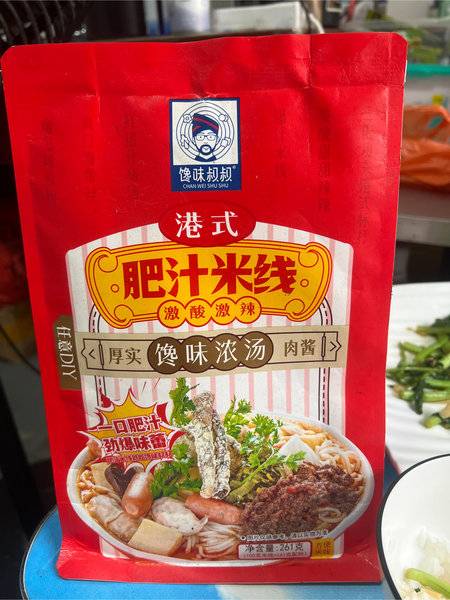 馋味叔叔®
CHAN WEI SHU SHU
港式
肥汁米线
激酸激辣
任意DIY
厚实 馋味浓汤 肉酱
一口肥汁
劲爆味蕾
净含量：261克